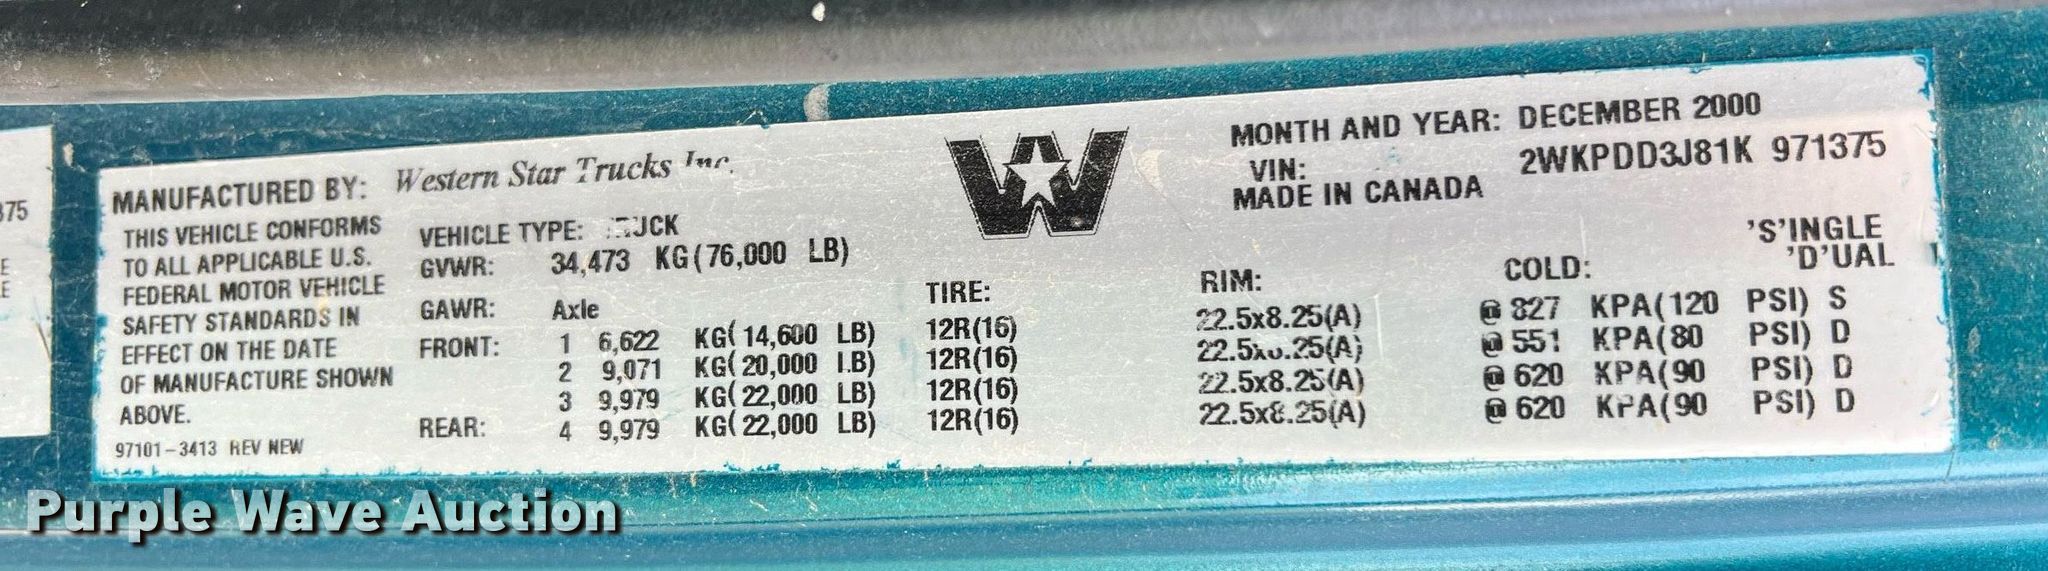 375
E
E
MANUFACTURED BY: Western Star Trucks Inc.
THIS VEHICLE CONFORMS
TO ALL APPLICABLE U.S.
FEDERAL MOTOR VEHICLE
SAFETY STANDARDS IN
EFFECT ON THE DATE
OF MANUFACTURE SHOWN
ABOVE.
97101-3413 REV NEW
VEHICLE TYPE: TRUCK
GVWR: 34,473 KG(76,000 LB)
W
MONTH AND YEAR: DECEMBER 2000
VIN: 2WKPDD3J81K 971375
MADE IN CANADA
'S'INGLE
'D'UAL
GAWR: Axle TIRE: RIM: COLD:
FRONT: 1 6,622 KG(14,600 LB) 12R(16) 22.5x8.25(A) @ 827 KPA(120 PSI) S
2 9,071 KG(20,000 LB) 12R(16) 22.5x8.25(A) @ 551 KPA(80 PSI) D
3 9,979 KG(22,000 LB) 12R(16) 22.5x8.25(A) @ 620 KPA(90 PSI) D
REAR: 4 9,979 KG(22,000 LB) 12R(16) 22.5x8.25(A) @ 620 KPA(90 PSI) D
Purple Wave Auction